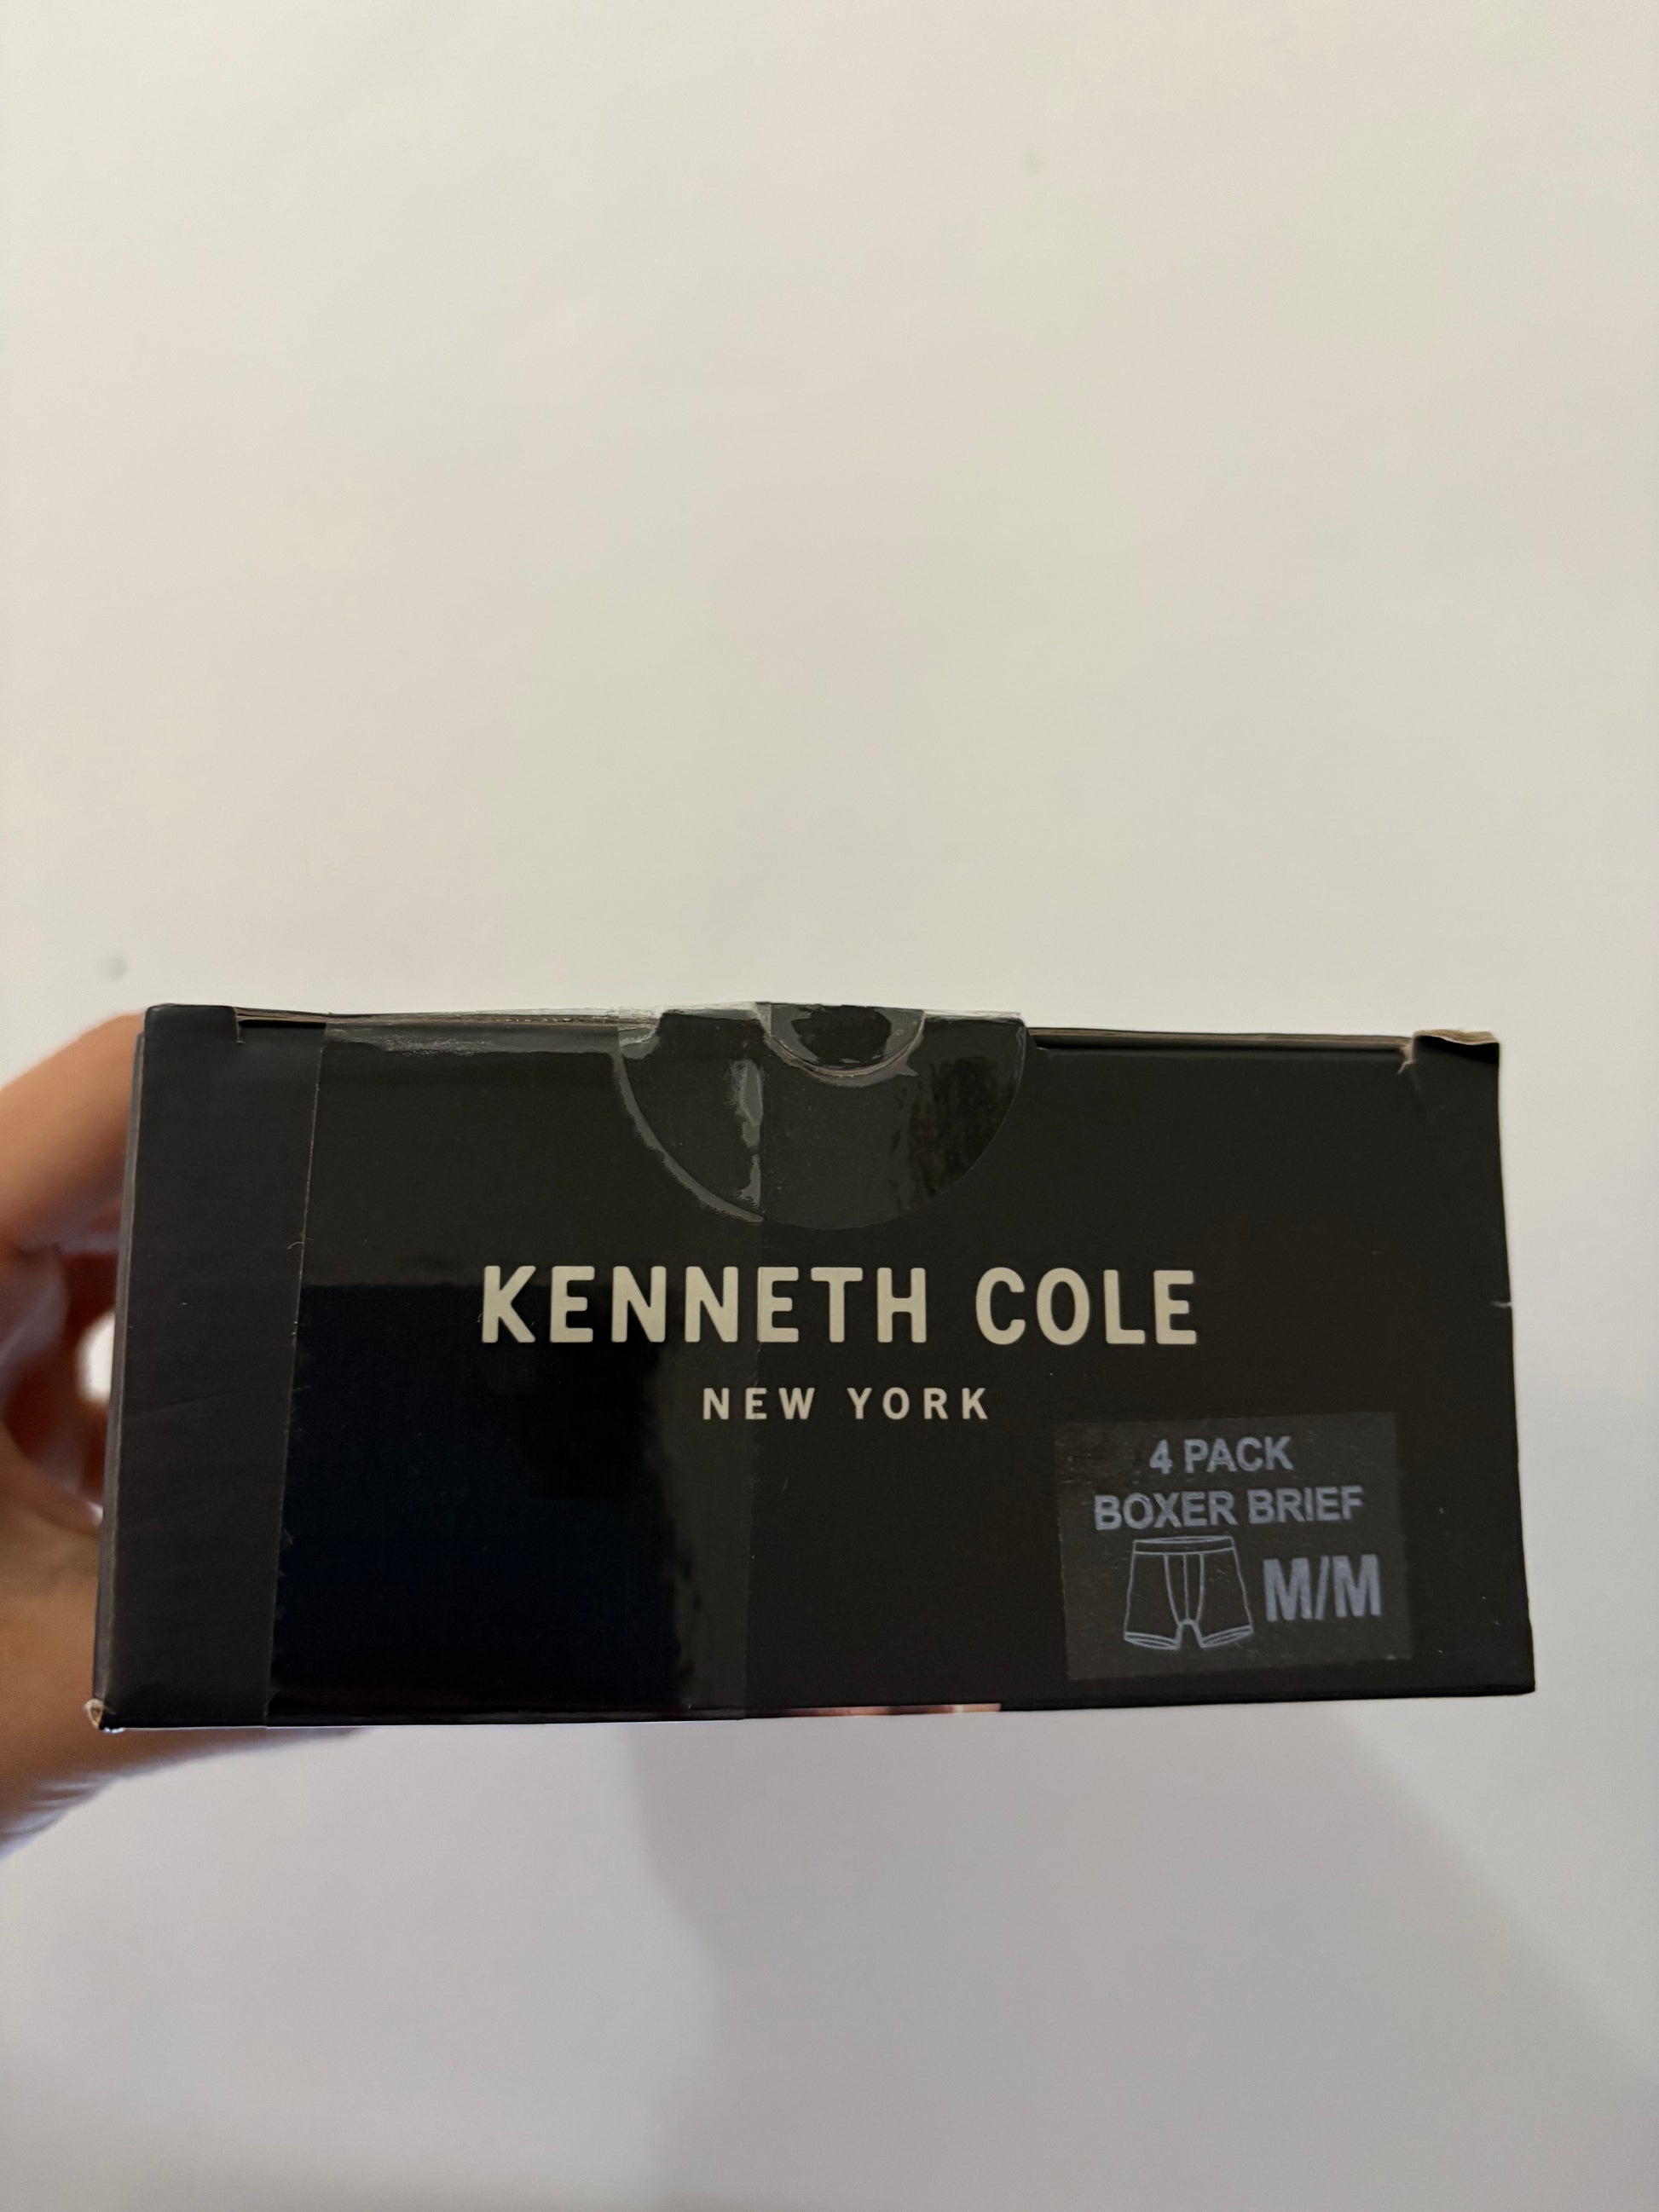 KENNETH COLE
NEW YORK
4 PACK
BOXER BRIEF
M/M